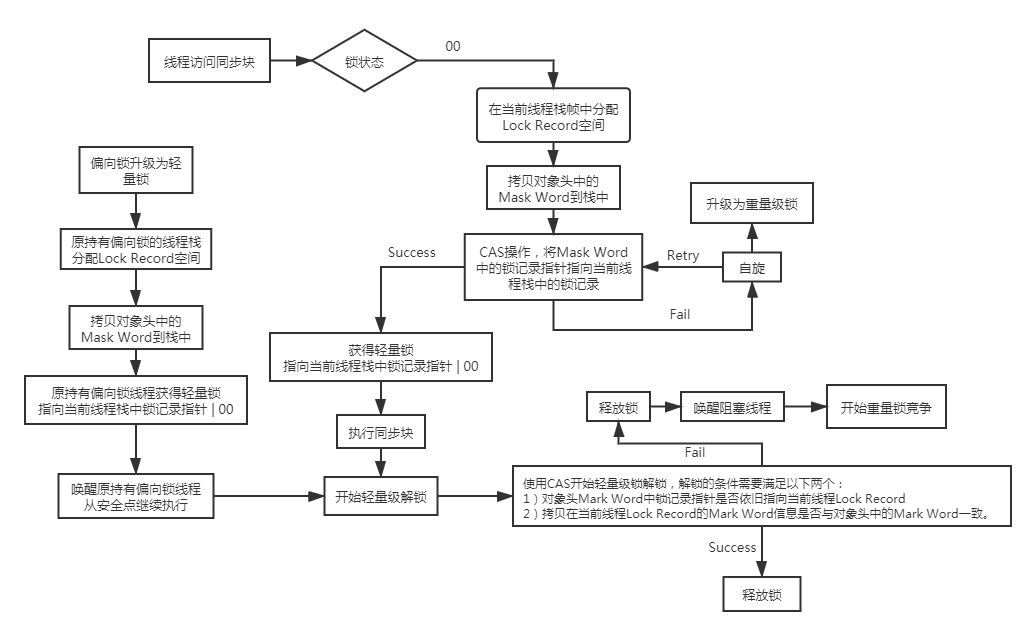 线程访问同步块
锁状态
00
在当前线程栈帧中分配
Lock Record空间
拷贝对象头中的
Mask Word到栈中
CAS操作，将Mask Word
中的锁记录指针指向当前线
程栈中的锁记录
Retry
自旋
升级为重量级锁
Fail
Success
获得轻量锁
指向当前线程栈中锁记录指针 | 00
执行同步块
开始轻量级解锁
偏向锁升级为轻
量锁
原持有偏向锁的线程栈
分配Lock Record空间
拷贝对象头中的
Mask Word到栈中
原持有偏向锁线程获得轻量锁
指向当前线程栈中锁记录指针 | 00
唤醒原持有偏向锁线程
从安全点继续执行
使用CAS开始轻量级锁解锁，解锁的条件需要满足以下两个：
1）对象头Mark Word中锁记录指针是否依旧指向当前线程Lock Record
2）拷贝在当前线程Lock Record的Mark Word信息是否与对象头中的Mark Word一致。
Fail
释放锁
唤醒阻塞线程
开始重量锁竞争
Success
释放锁